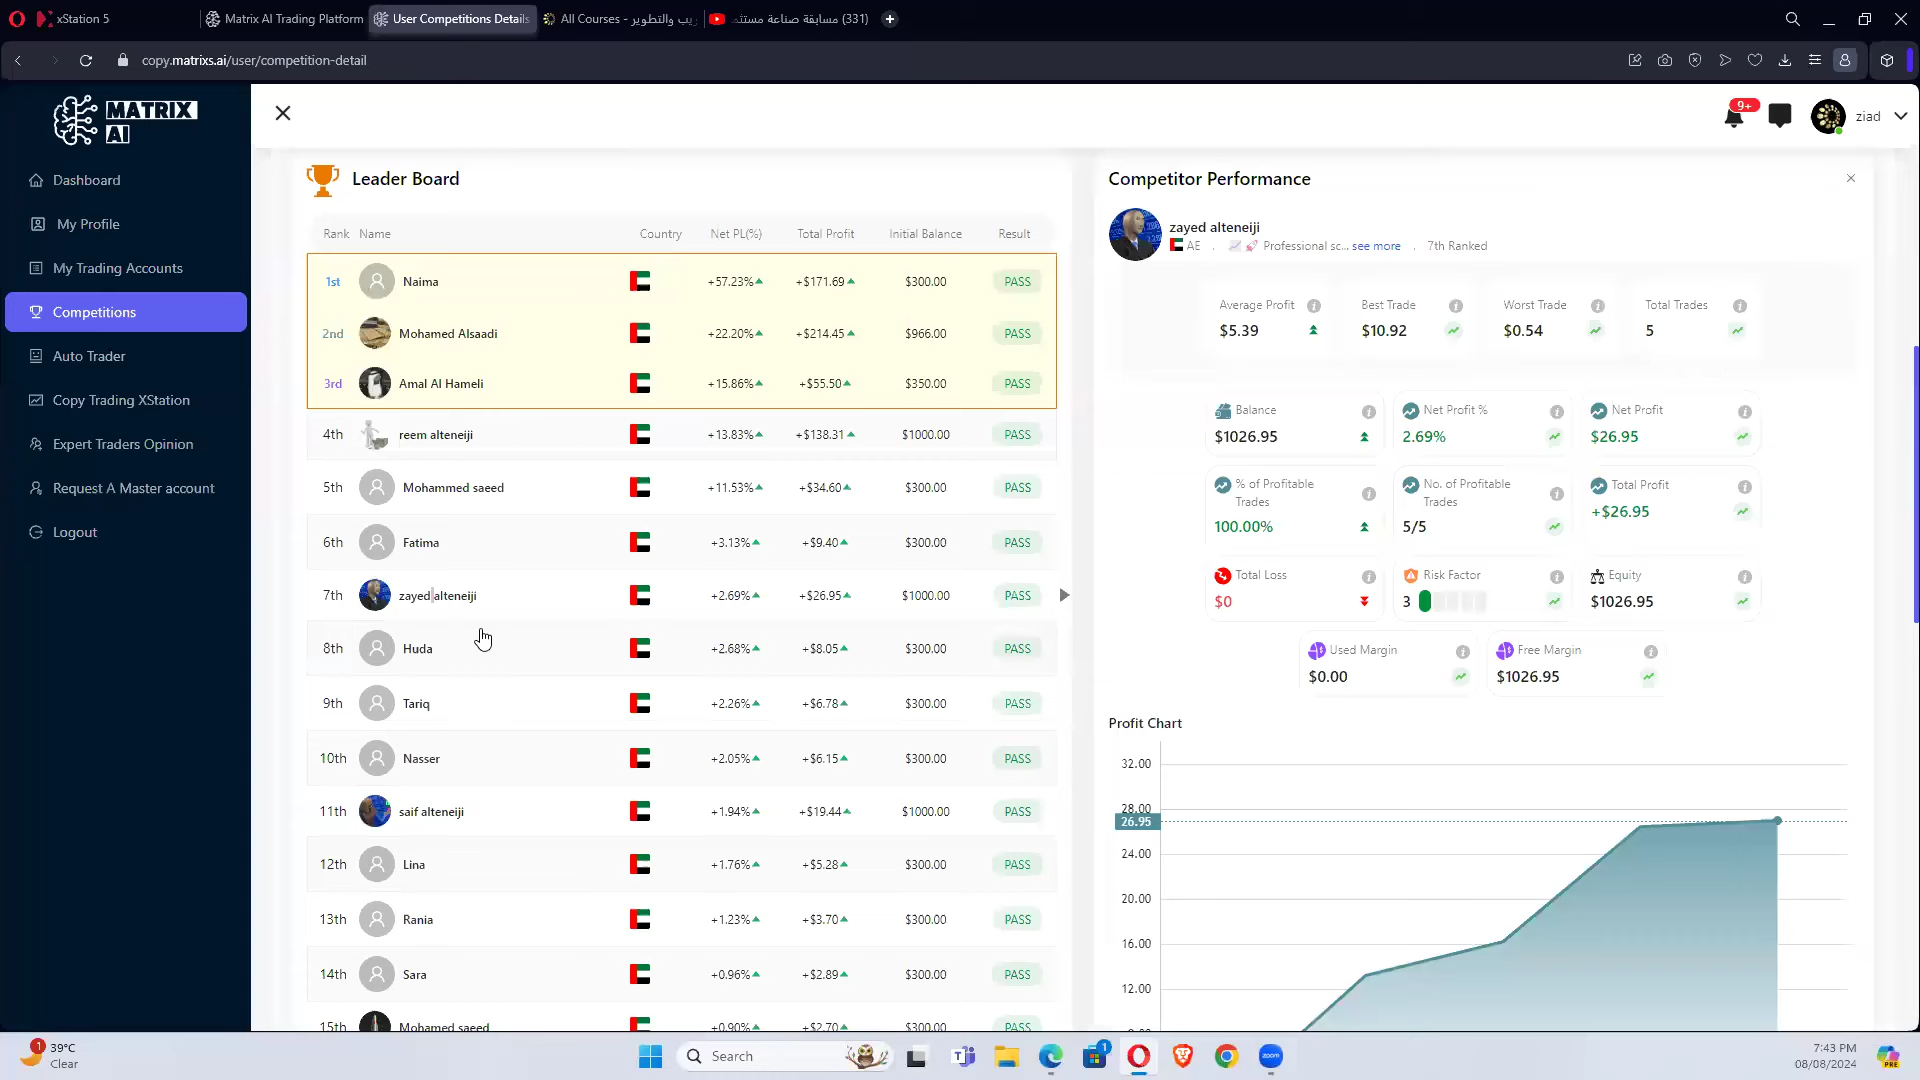 xStation 5
Matrix AI Trading Platform
User Competitions Details
All Courses - ريب والتطوير
(331) مسابقة صناعة مستثم
copy.matrixs.ai/user/competition-detail
MATRIX
AI
9+
ziad
Dashboard
My Profile
My Trading Accounts
Competitions
Auto Trader
Copy Trading XStation
Expert Traders Opinion
Request A Master account
Logout
Leader Board
Rank Name Country Net PL(%) Total Profit Initial Balance Result
1st Naima +57.23% +$171.69 $300.00 PASS
2nd Mohamed Alsaadi +22.20% +$214.45 $966.00 PASS
3rd Amal Al Hameli +15.86% +$55.50 $350.00 PASS
4th reem alteneiji +13.83% +$138.31 $1000.00 PASS
5th Mohammed saeed +11.53% +$34.60 $300.00 PASS
6th Fatima +3.13% +$9.40 $300.00 PASS
7th zayed alteneiji +2.69% +$26.95 $1000.00 PASS
8th Huda +2.68% +$8.05 $300.00 PASS
9th Tariq +2.26% +$6.78 $300.00 PASS
10th Nasser +2.05% +$6.15 $300.00 PASS
11th saif alteneiji +1.94% +$19.44 $1000.00 PASS
12th Lina +1.76% +$5.28 $300.00 PASS
13th Rania +1.23% +$3.70 $300.00 PASS
14th Sara +0.96% +$2.89 $300.00 PASS
15th Mohamed saeed +0.90% +$2.70 $300.00 PASS
Competitor Performance
zayed alteneiji
AE . Professional sc... see more . 7th Ranked
Average Profit Best Trade Worst Trade Total Trades
$5.39 $10.92 $0.54 5
Balance Net Profit % Net Profit
$1026.95 2.69% $26.95
% of Profitable Trades No. of Profitable Trades Total Profit
100.00% 5/5 +$26.95
Total Loss Risk Factor Equity
$0 3 $1026.95
Used Margin Free Margin
$0.00 $1026.95
Profit Chart
32.00
28.00
26.95
24.00
20.00
16.00
12.00
1
39°C
Clear
Search
1
zoom
7:43 PM
08/08/2024
PRE